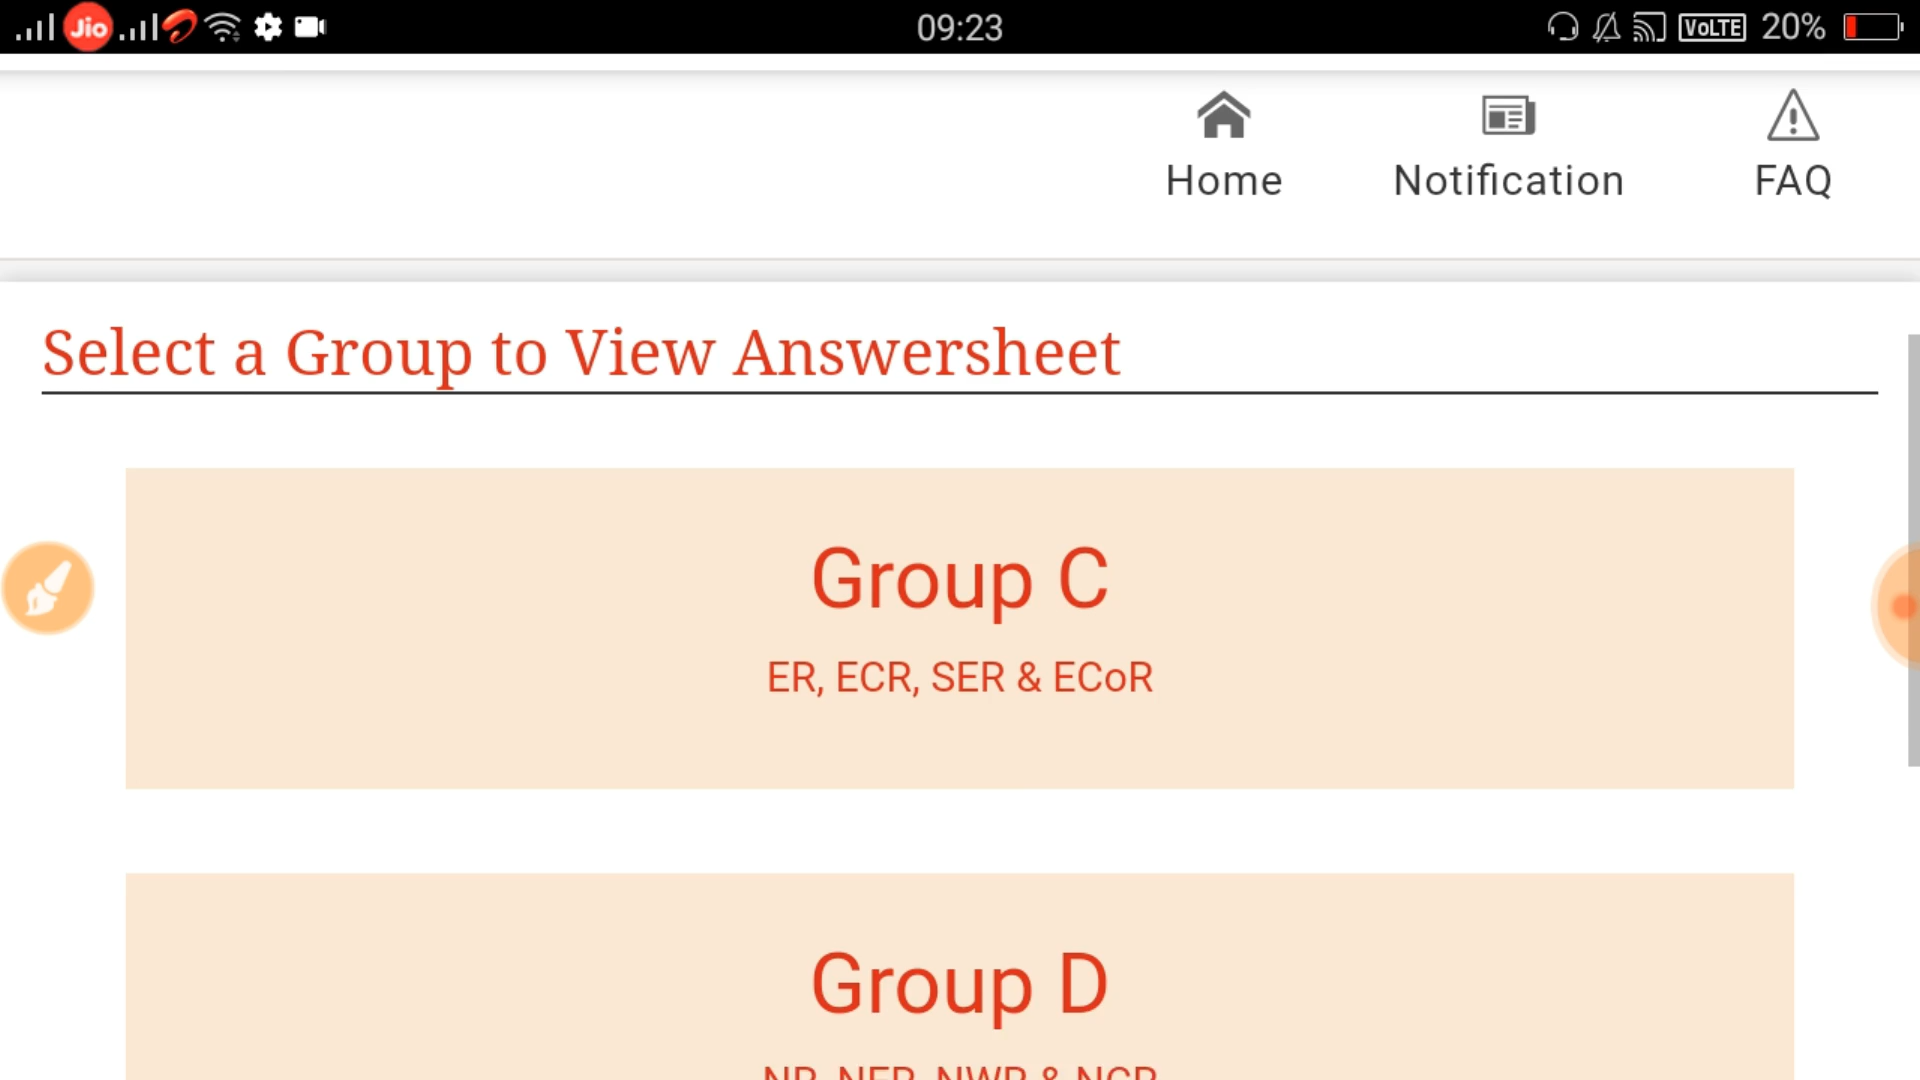 Jio 09:23 VoLTE 20%
Home Notification FAQ
Select a Group to View Answersheet
Group C
ER, ECR, SER & ECoR
Group D